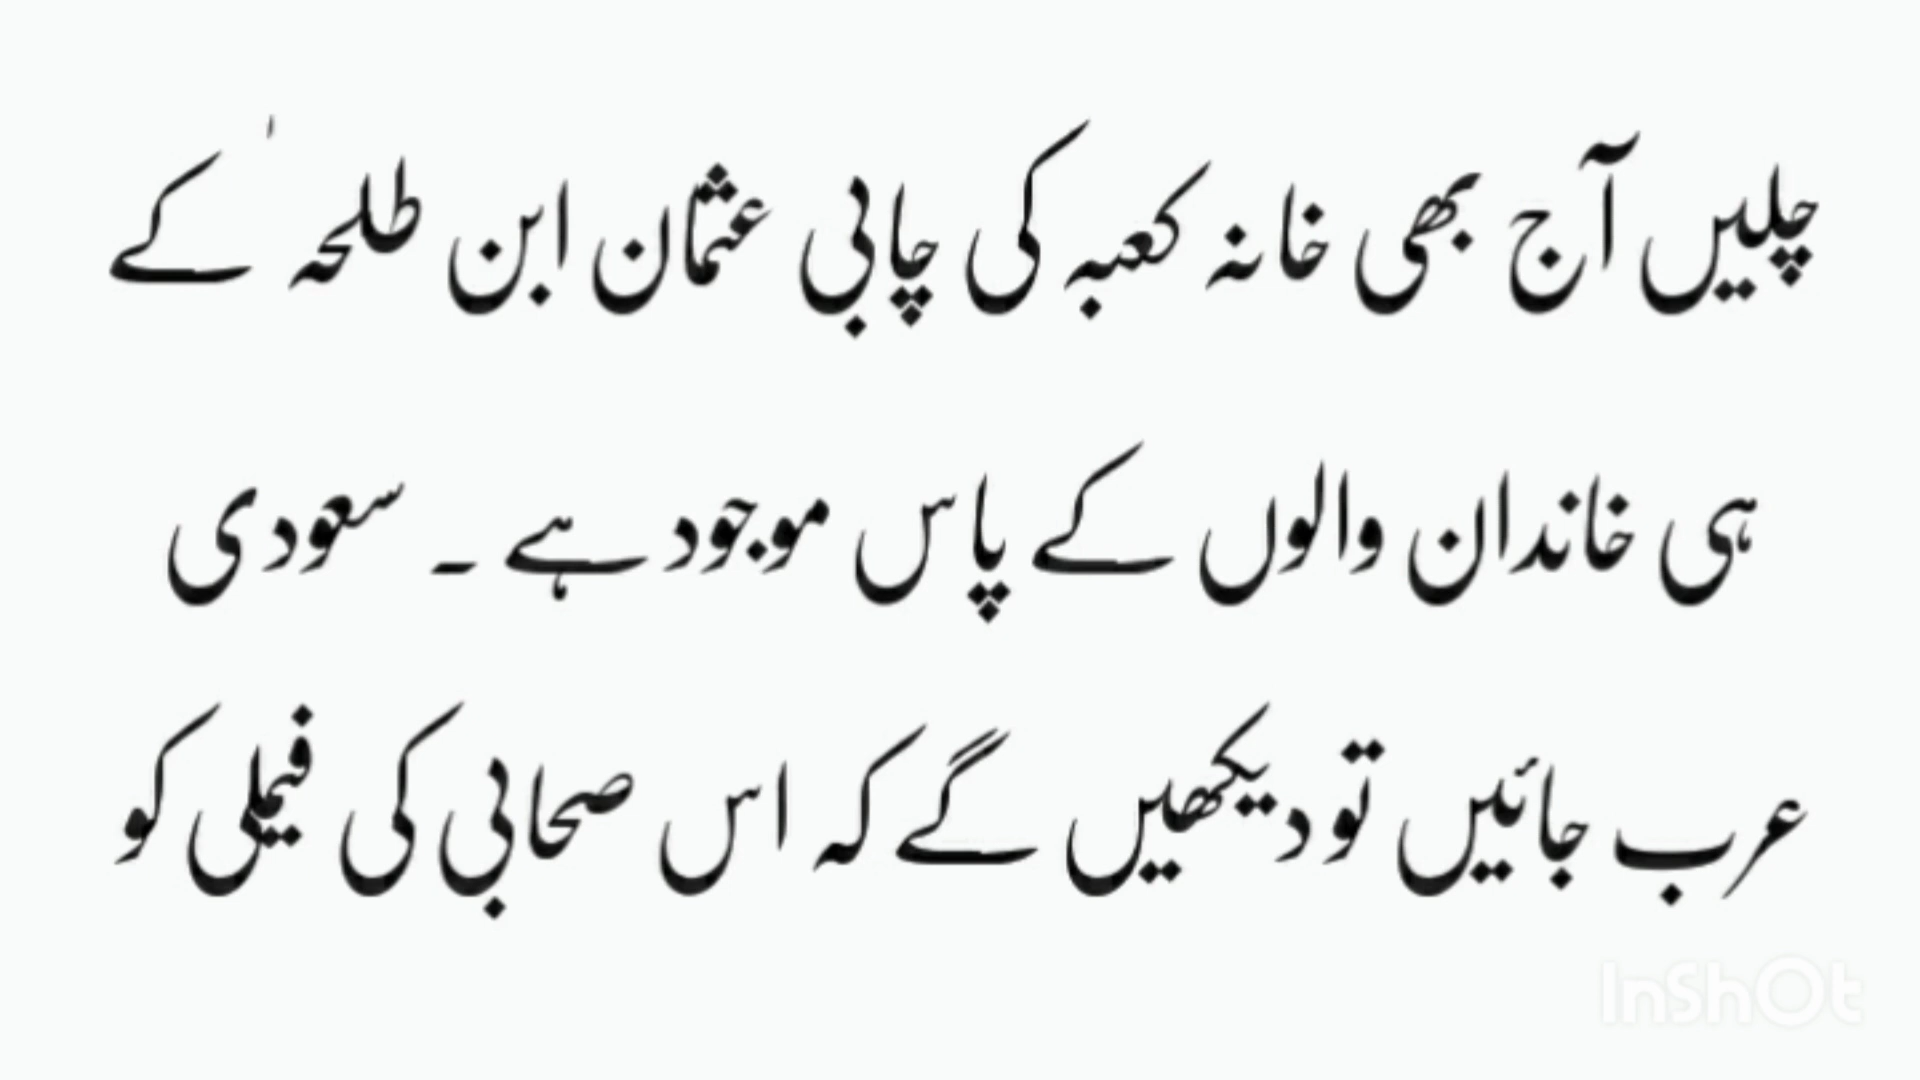 چلیں آج بھی خانہ کعبہ کی چابی عثمان ابن طلحہ ٰ کے
ہی خاندان والوں کے پاس موجود ہے ۔ سعودی
عرب جائیں تو دیکھیں گے کہ اس صحابی کی فیملی کو
InShOt